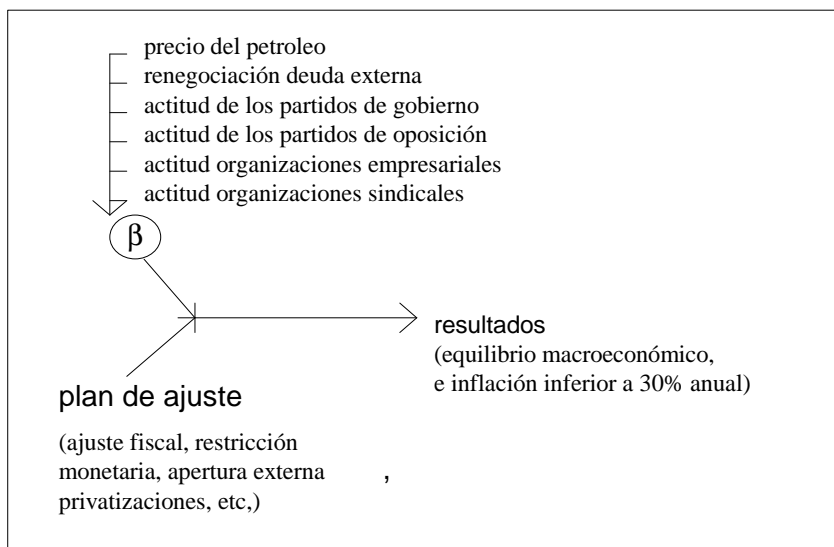 precio del petroleo
renegociación deuda externa
actitud de los partidos de gobierno
actitud de los partidos de oposición
actitud organizaciones empresariales
actitud organizaciones sindicales
β
resultados
(equilibrio macroeconómico,
e inflación inferior a 30% anual)
plan de ajuste
(ajuste fiscal, restricción
monetaria, apertura externa ,
privatizaciones, etc,)